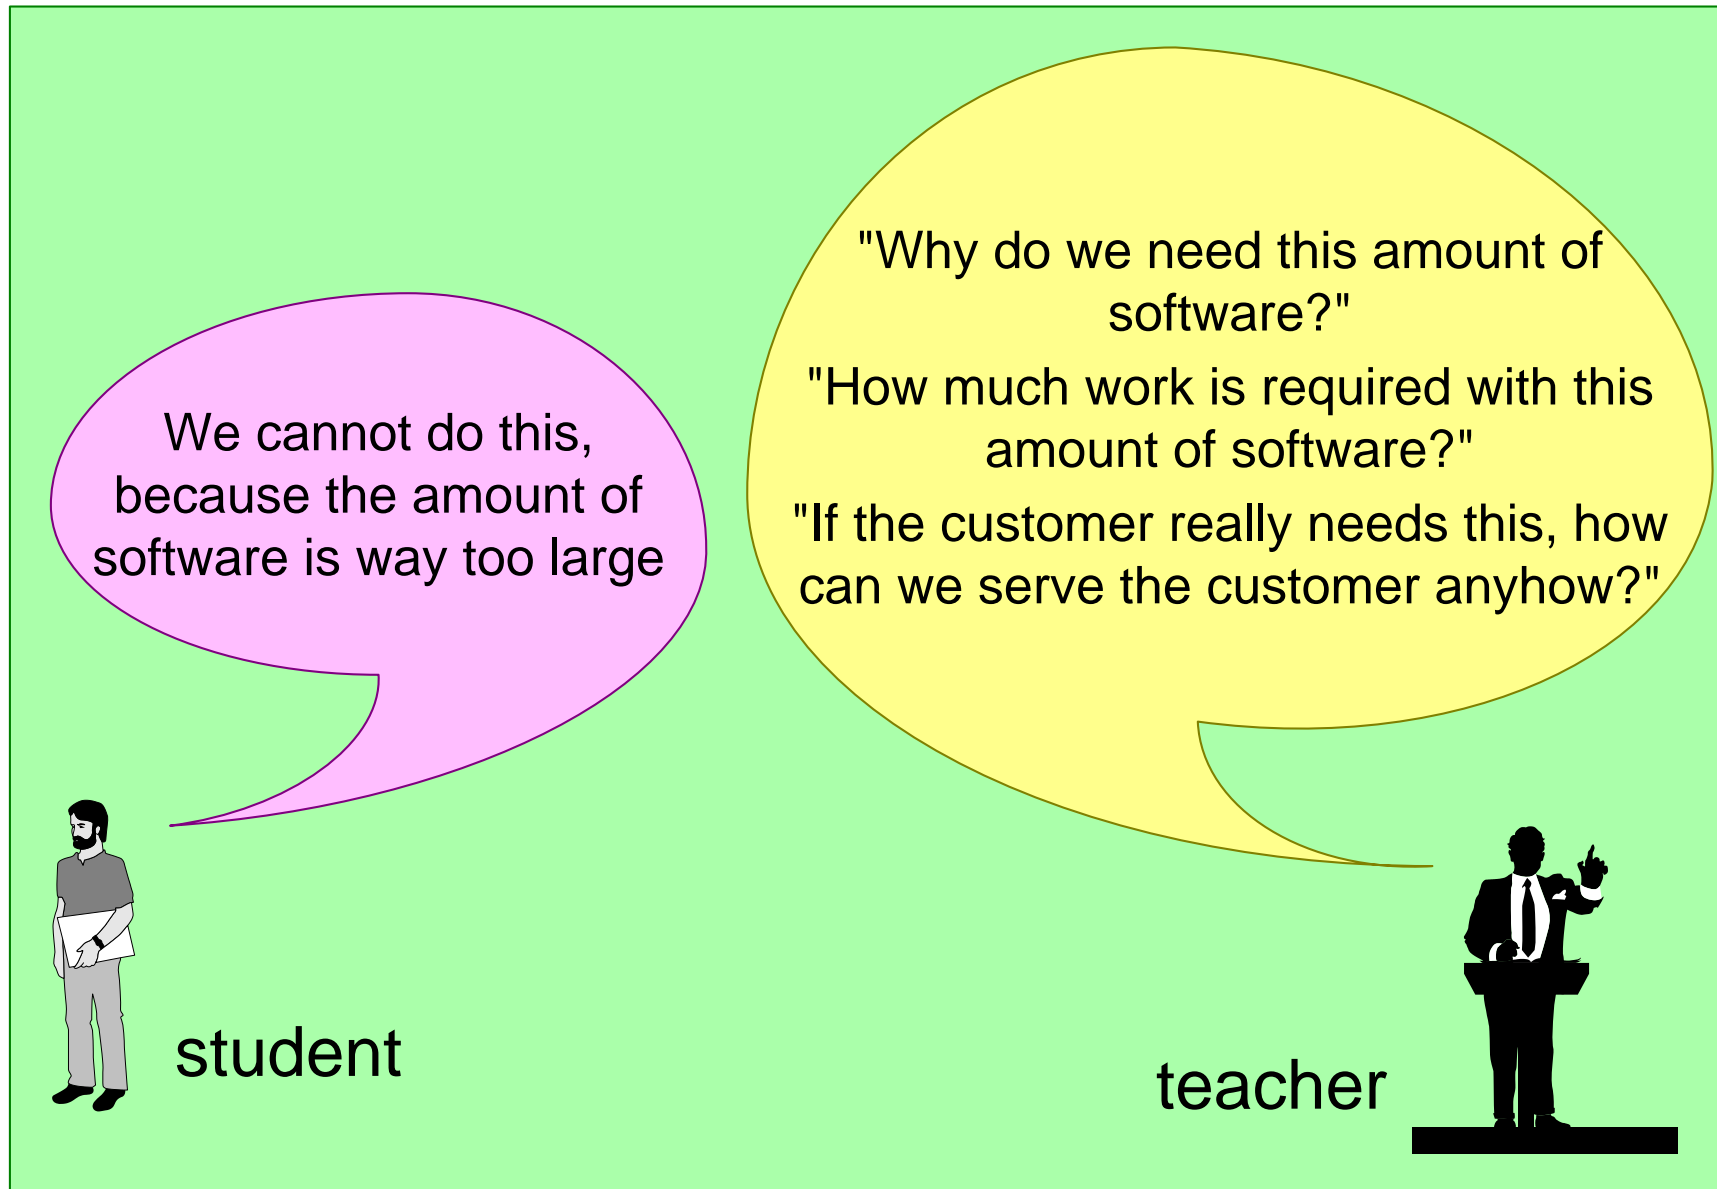 We cannot do this,
because the amount of
software is way too large
"Why do we need this amount of
software?"
"How much work is required with this
amount of software?"
"If the customer really needs this, how
can we serve the customer anyhow?"
student
teacher